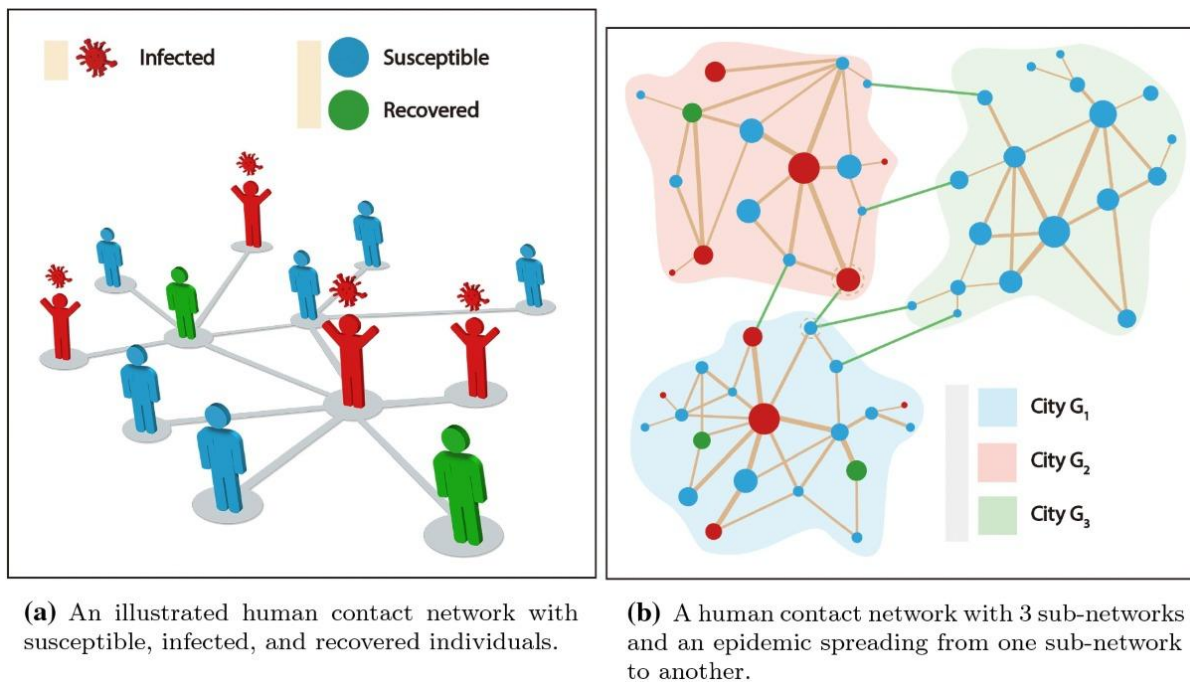 Infected
Susceptible
Recovered
City G₁
City G₂
City G₃
(a) An illustrated human contact network with
susceptible, infected, and recovered individuals.
(b) A human contact network with 3 sub-networks
and an epidemic spreading from one sub-network
to another.